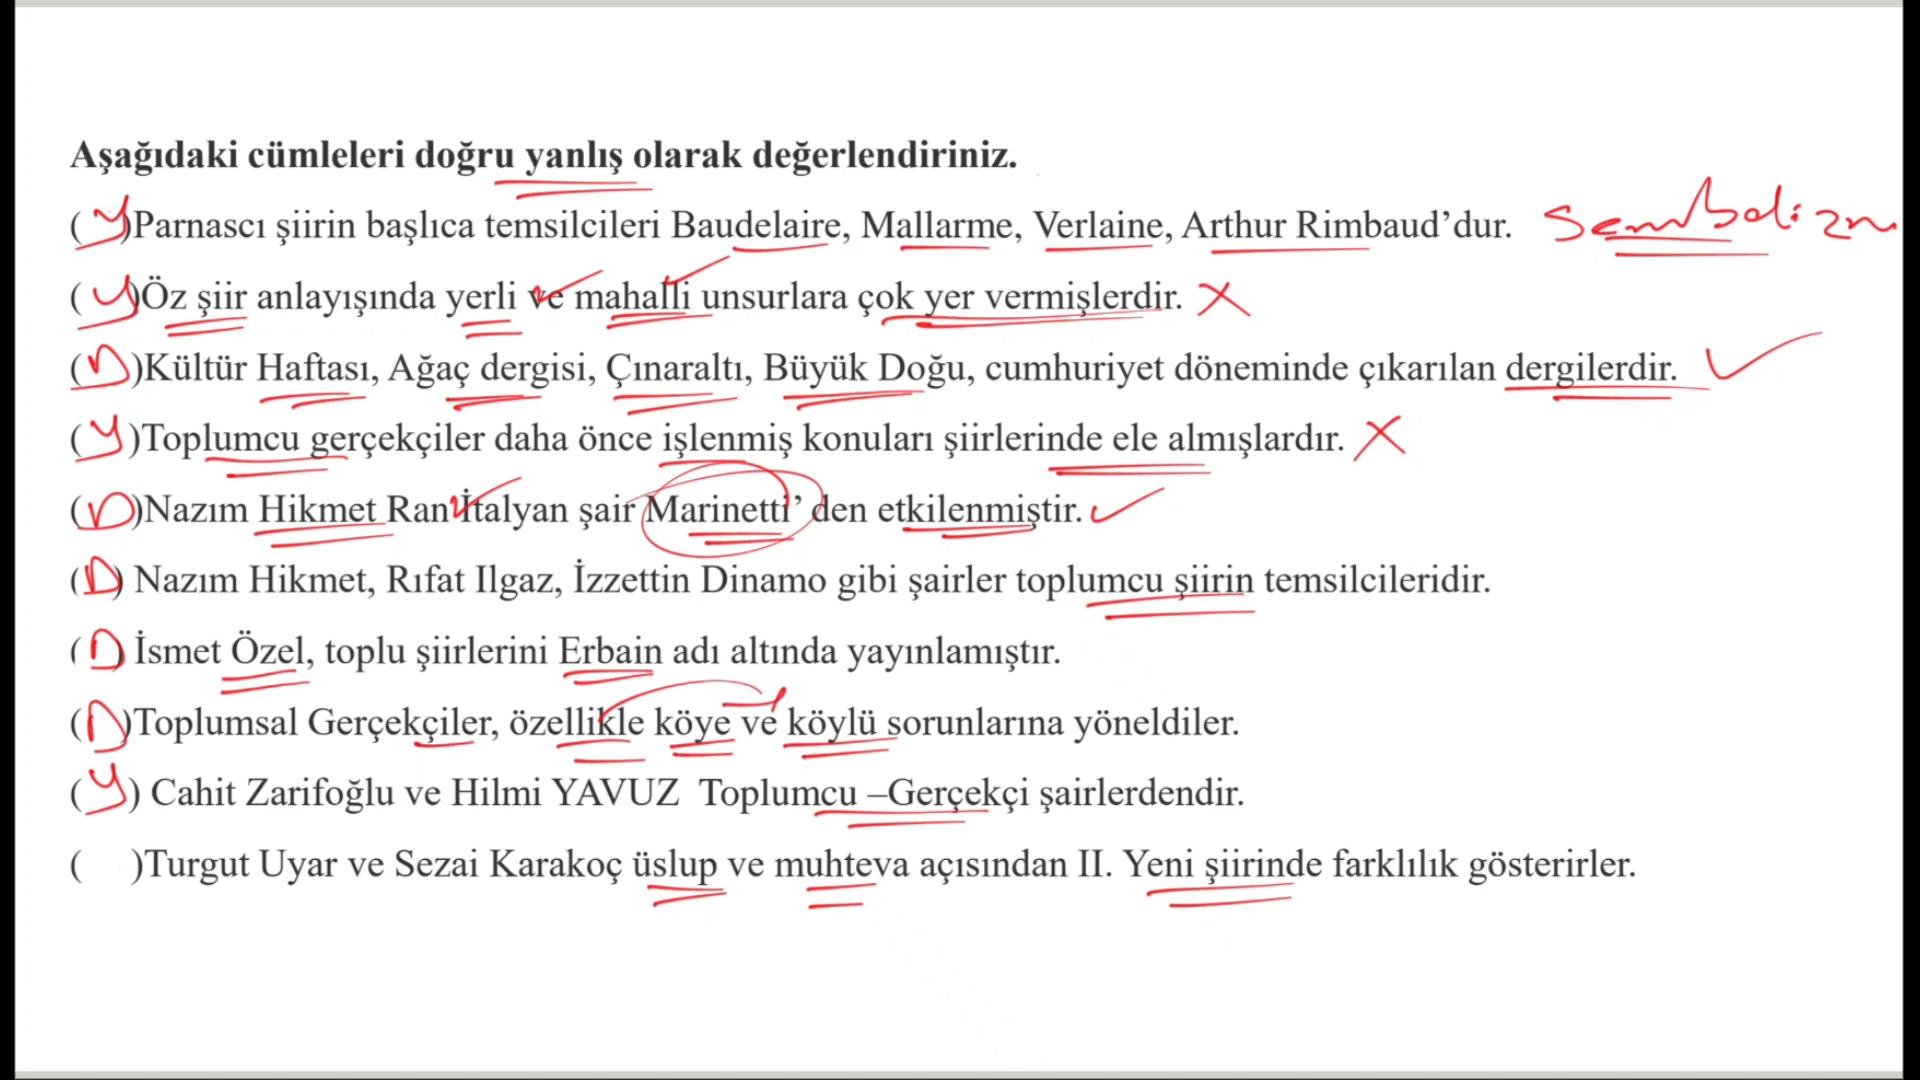 Aşağıdaki cümleleri doğru yanlış olarak değerlendiriniz.
(Y)Parnascı şiirin başlıca temsilcileri Baudelaire, Mallarme, Verlaine, Arthur Rimbaud’dur. Sembolizm
(Y)Öz şiir anlayışında yerli ve mahalli unsurlara çok yer vermişlerdir. X
(D)Kültür Haftası, Ağaç dergisi, Çınaraltı, Büyük Doğu, cumhuriyet döneminde çıkarılan dergilerdir. ✓
(Y)Toplumcu gerçekçiler daha önce işlenmiş konuları şiirlerinde ele almışlardır. X
(D)Nazım Hikmet Ran İtalyan şair Marinetti’ den etkilenmiştir. ✓
(D) Nazım Hikmet, Rıfat Ilgaz, İzzettin Dinamo gibi şairler toplumcu şiirin temsilcileridir.
(D) İsmet Özel, toplu şiirlerini Erbain adı altında yayınlamıştır.
(D)Toplumsal Gerçekçiler, özellikle köye ve köylü sorunlarına yöneldiler.
(Y) Cahit Zarifoğlu ve Hilmi YAVUZ Toplumcu –Gerçekçi şairlerdendir.
( )Turgut Uyar ve Sezai Karakoç üslup ve muhteva açısından II. Yeni şiirinde farklılık gösterirler.